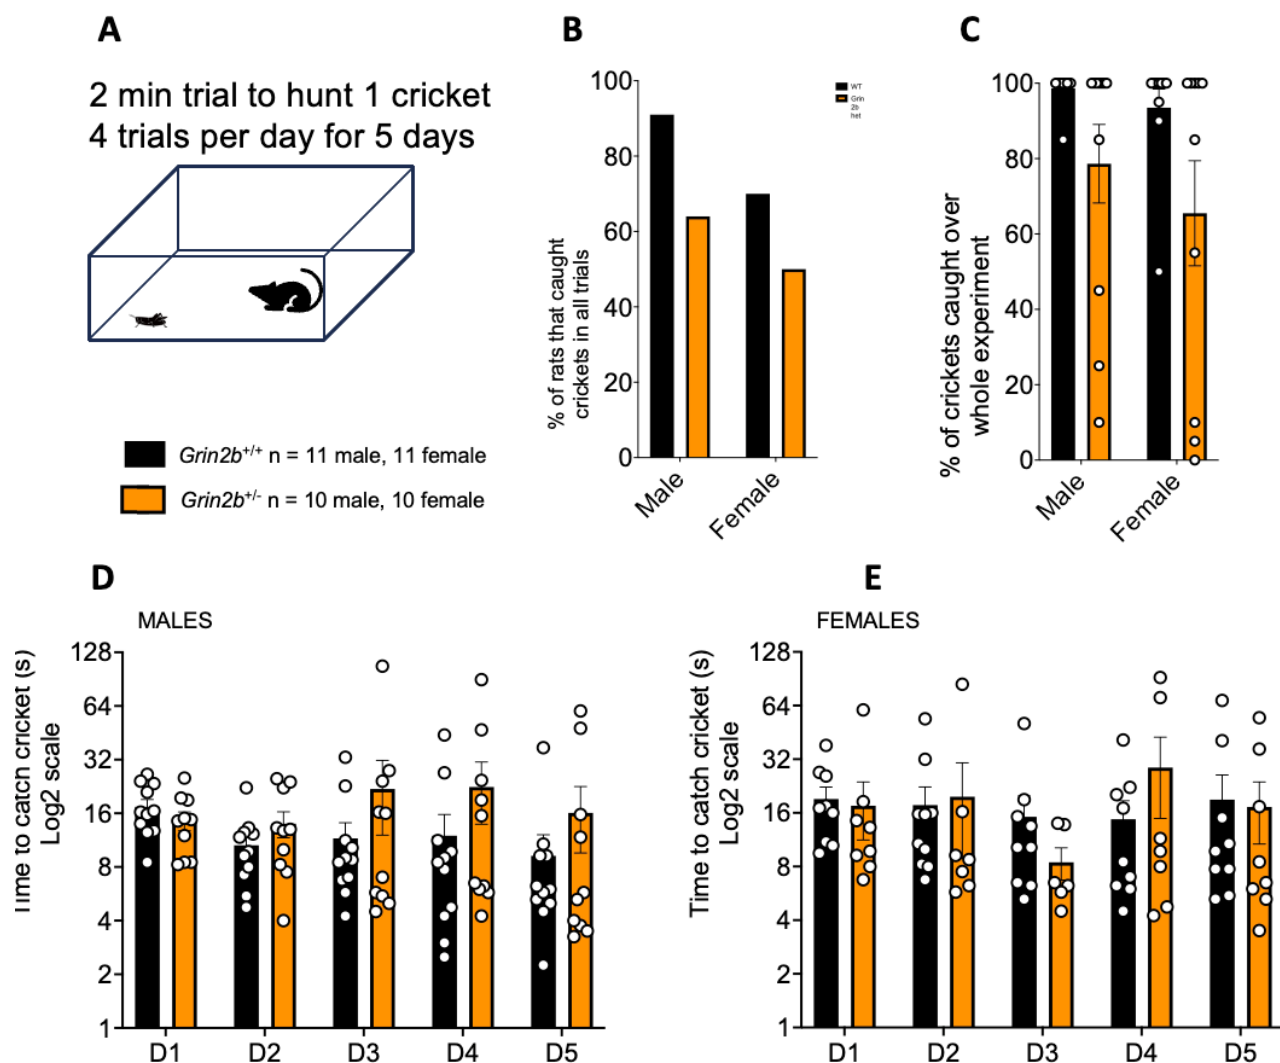 A
2 min trial to hunt 1 cricket
4 trials per day for 5 days
Grin2b+/+ n = 11 male, 11 female
Grin2b+/- n = 10 male, 10 female
B
% of rats that caught
crickets in all trials
100
80
60
40
20
0
Male
Female
WT
Grin
2b
het
C
% of crickets caught over
whole experiment
100
80
60
40
20
0
Male
Female
D
MALES
Time to catch cricket (s)
Log2 scale
128
64
32
16
8
4
2
1
D1
D2
D3
D4
D5
E
FEMALES
Time to catch cricket (s)
Log2 scale
128
64
32
16
8
4
2
1
D1
D2
D3
D4
D5